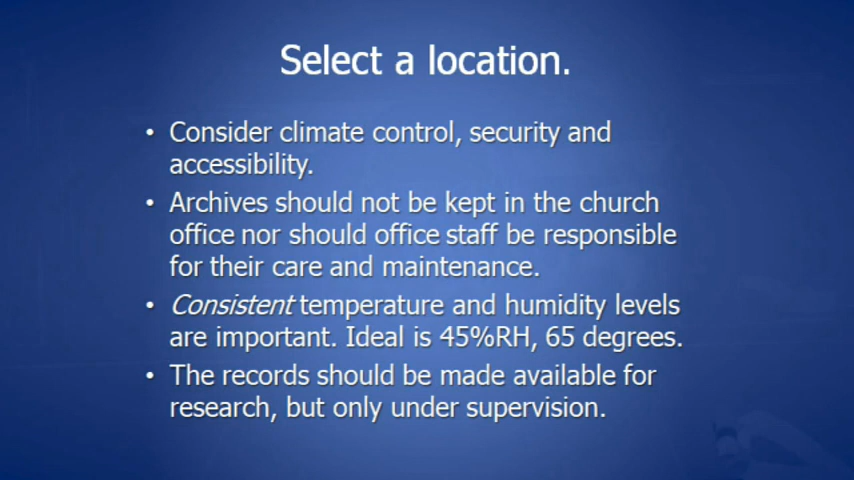 Select a location.
• Consider climate control, security and
accessibility.
• Archives should not be kept in the church
office nor should office staff be responsible
for their care and maintenance.
• Consistent temperature and humidity levels
are important. Ideal is 45%RH, 65 degrees.
• The records should be made available for
research, but only under supervision.